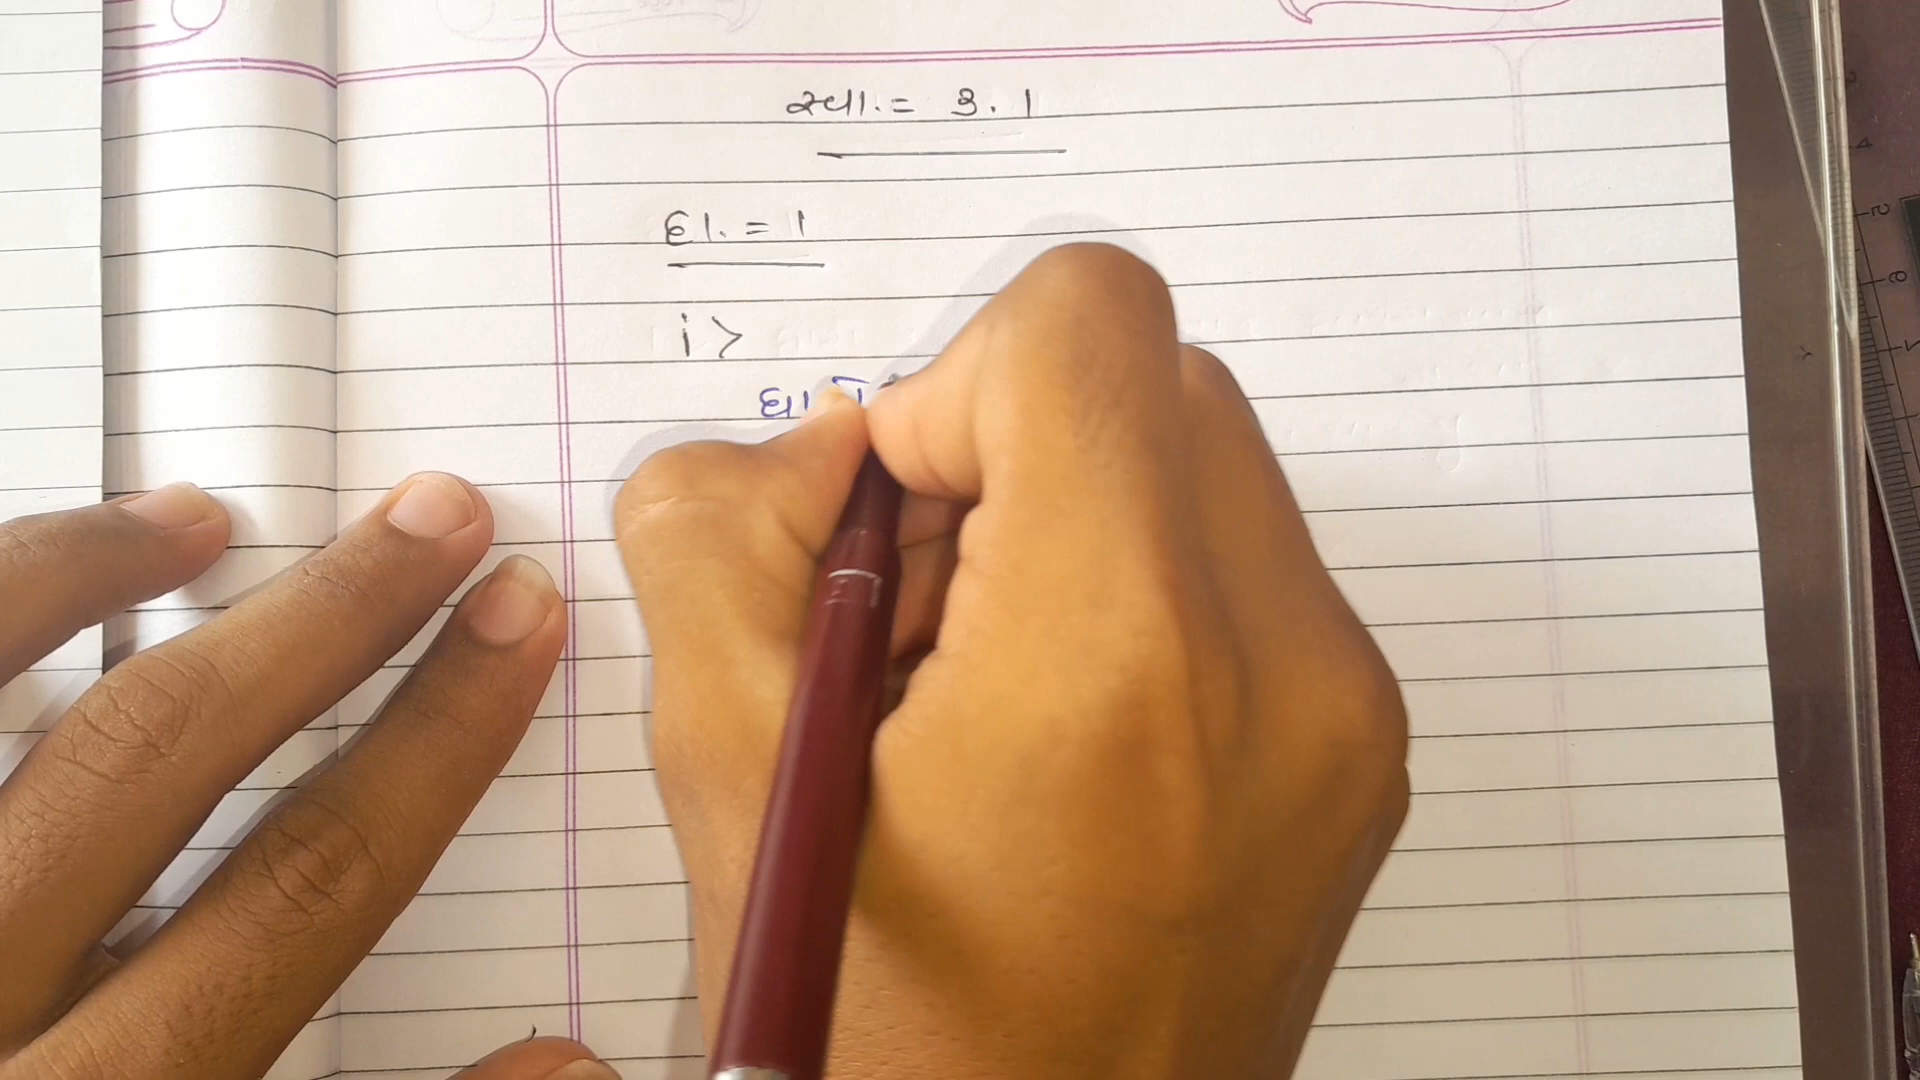 સ્વા. = 3.1
દા. = 1
i >